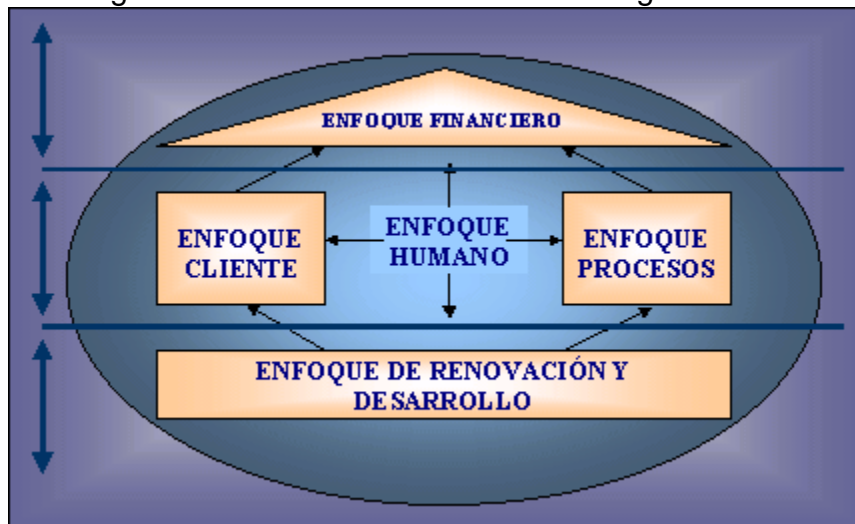 ENFOQUE FINANCIERO
ENFOQUE
CLIENTE
ENFOQUE
HUMANO
ENFOQUE
PROCESOS
ENFOQUE DE RENOVACIÓN Y
DESARROLLO